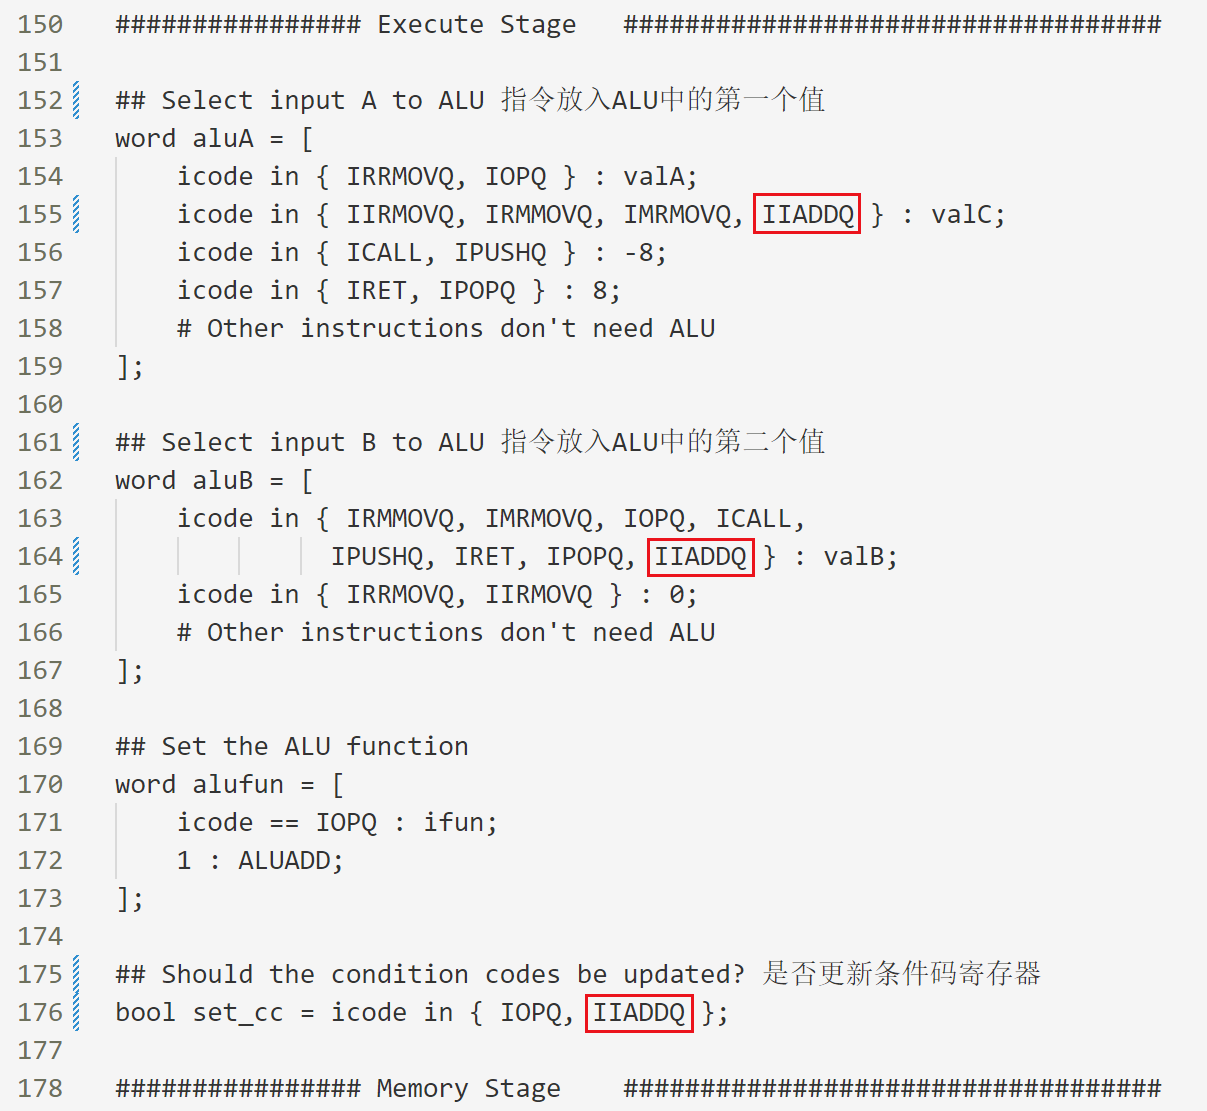 150 ################ Execute Stage ###################################
151
152 ## Select input A to ALU 指令放入ALU中的第一个值
153 word aluA = [
154 icode in { IRRMOVQ, IOPQ } : valA;
155 icode in { IIRMOVQ, IRMMOVQ, IMRMOVQ, IIADDQ } : valC;
156 icode in { ICALL, IPUSHQ } : -8;
157 icode in { IRET, IPOPQ } : 8;
158 # Other instructions don't need ALU
159 ];
160
161 ## Select input B to ALU 指令放入ALU中的第二个值
162 word aluB = [
163 icode in { IRMMOVQ, IMRMOVQ, IOPQ, ICALL,
164 IPUSHQ, IRET, IPOPQ, IIADDQ } : valB;
165 icode in { IRRMOVQ, IIRMOVQ } : 0;
166 # Other instructions don't need ALU
167 ];
168
169 ## Set the ALU function
170 word alufun = [
171 icode == IOPQ : ifun;
172 1 : ALUADD;
173 ];
174
175 ## Should the condition codes be updated? 是否更新条件码寄存器
176 bool set_cc = icode in { IOPQ, IIADDQ };
177
178 ################ Memory Stage ###################################